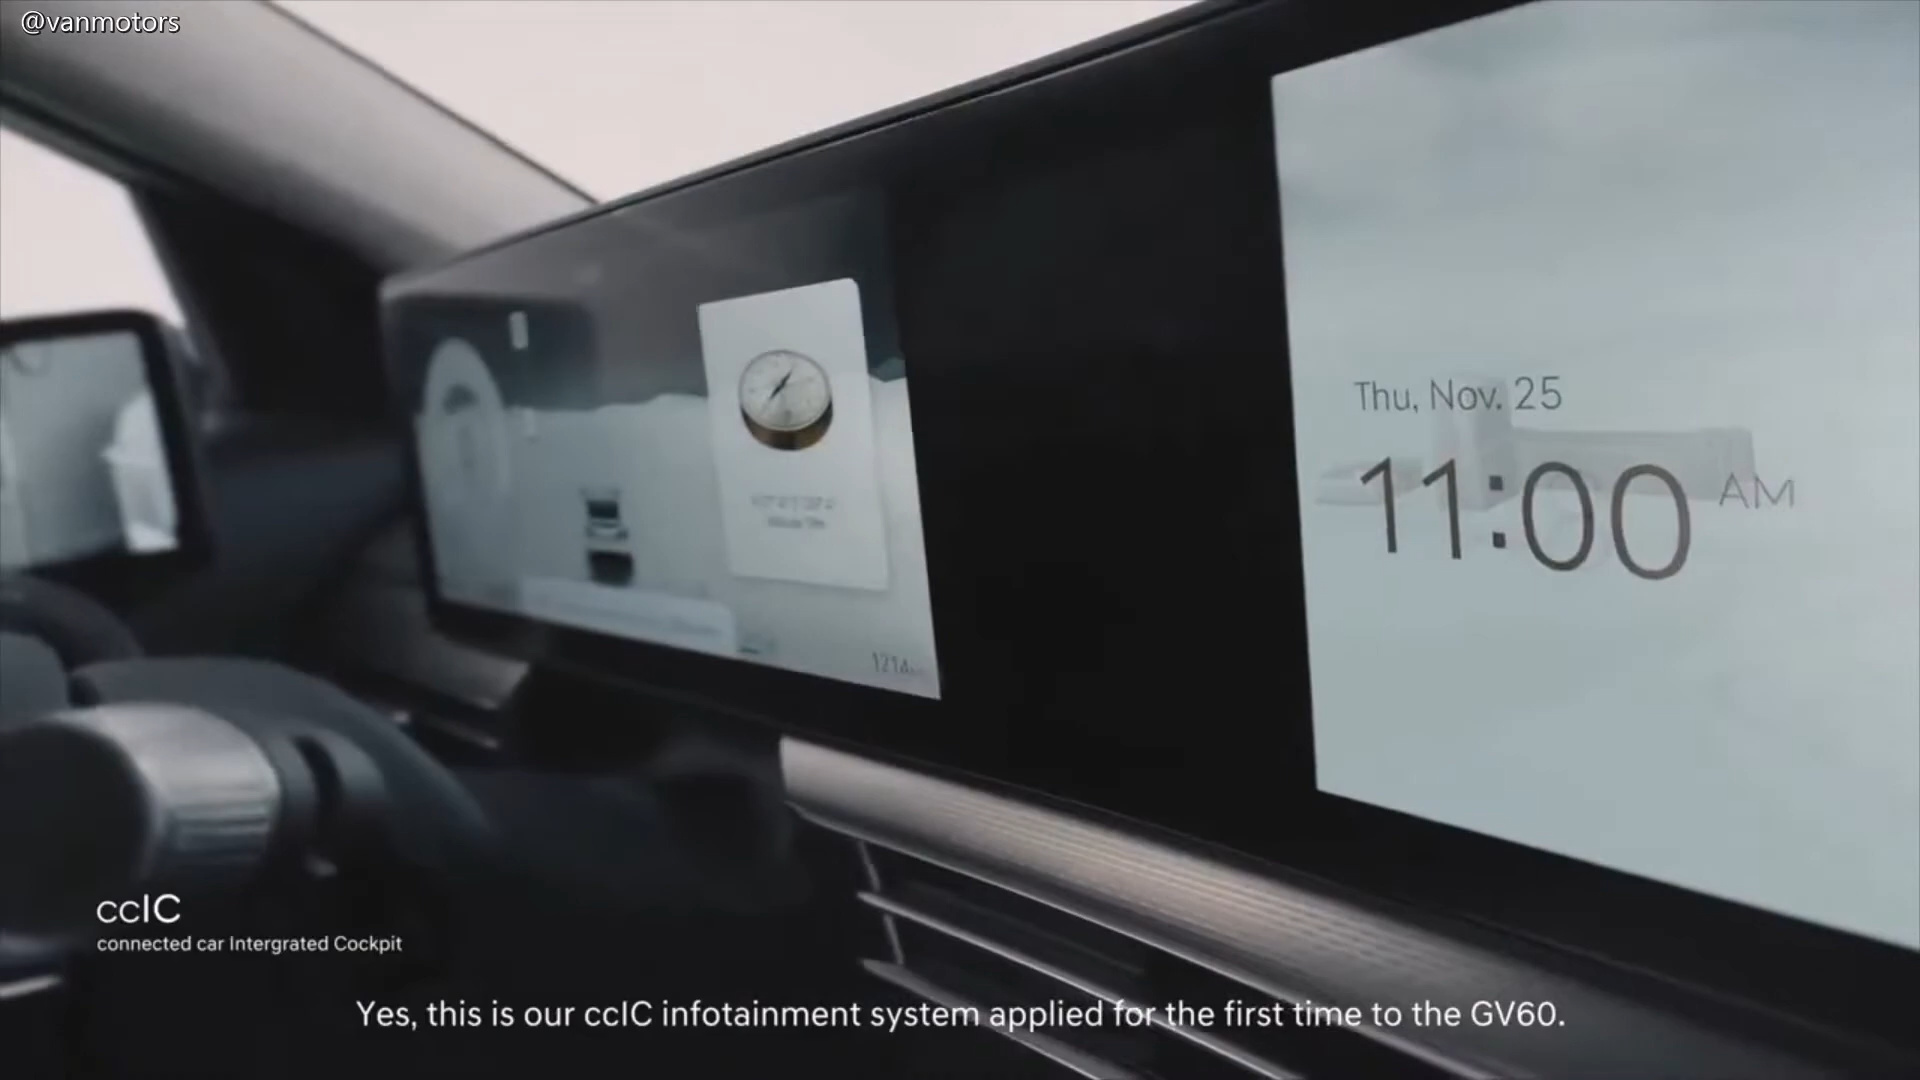 @vanmotors
Thu, Nov. 25
11:00 AM
1214
ccIC
connected car Intergrated Cockpit
Yes, this is our ccIC infotainment system applied for the first time to the GV60.